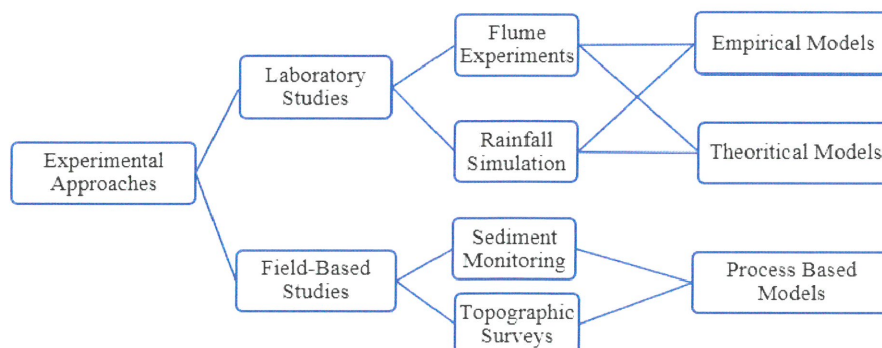 Experimental
Approaches
Laboratory
Studies
Field-Based
Studies
Flume
Experiments
Rainfall
Simulation
Sediment
Monitoring
Topographic
Surveys
Empirical Models
Theoritical Models
Process Based
Models